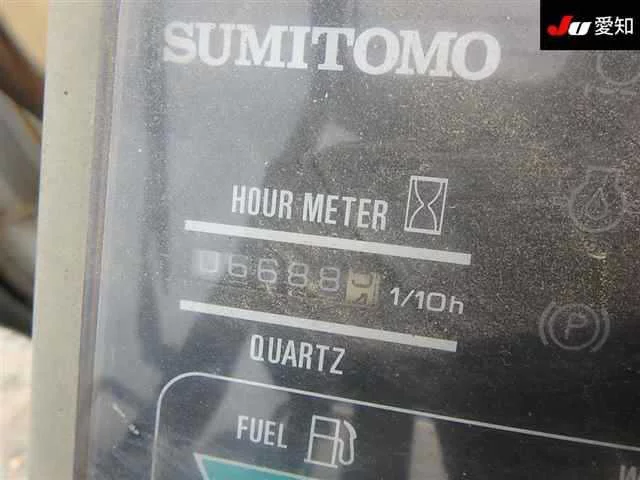 JU 愛知
SUMITOMO
HOUR METER
06688
1/10h
QUARTZ
FUEL